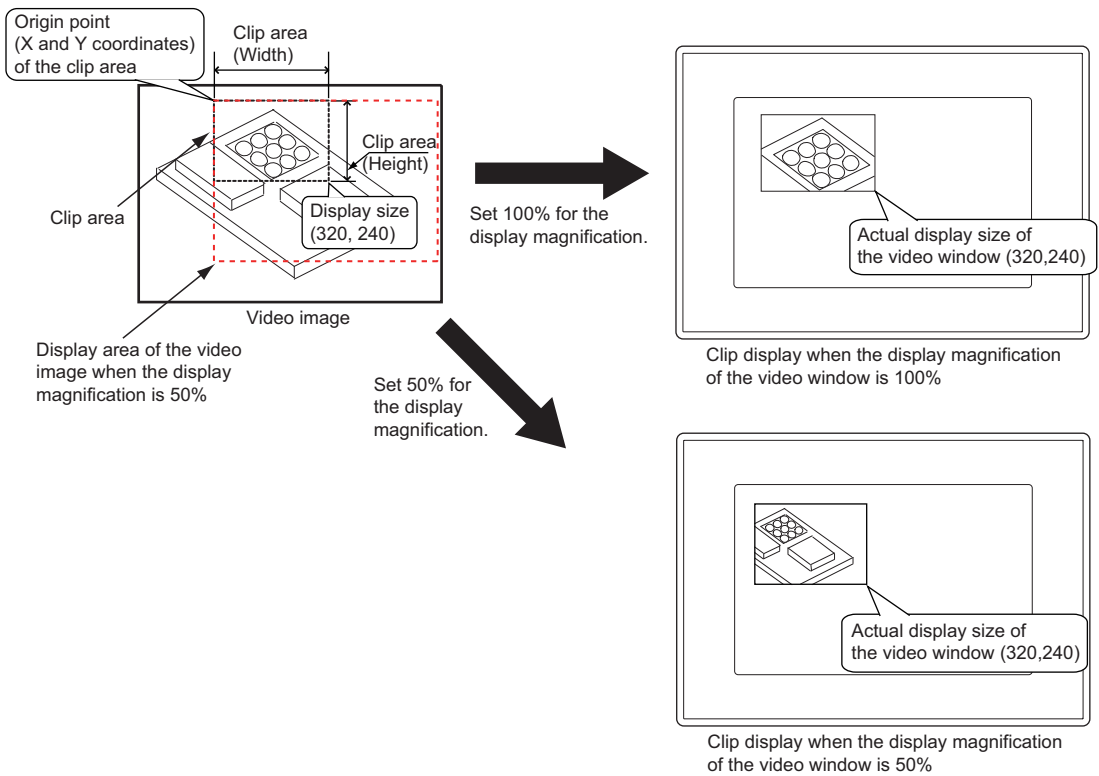 Origin point
(X and Y coordinates)
of the clip area
Clip area
(Width)
Clip area
(Height)
Clip area
Display size
(320, 240)
Video image
Display area of the video
image when the display
magnification is 50%
Set 100% for the
display magnification.
Actual display size of
the video window (320,240)
Clip display when the display magnification
of the video window is 100%
Set 50% for
the display
magnification.
Actual display size of
the video window (320,240)
Clip display when the display magnification
of the video window is 50%